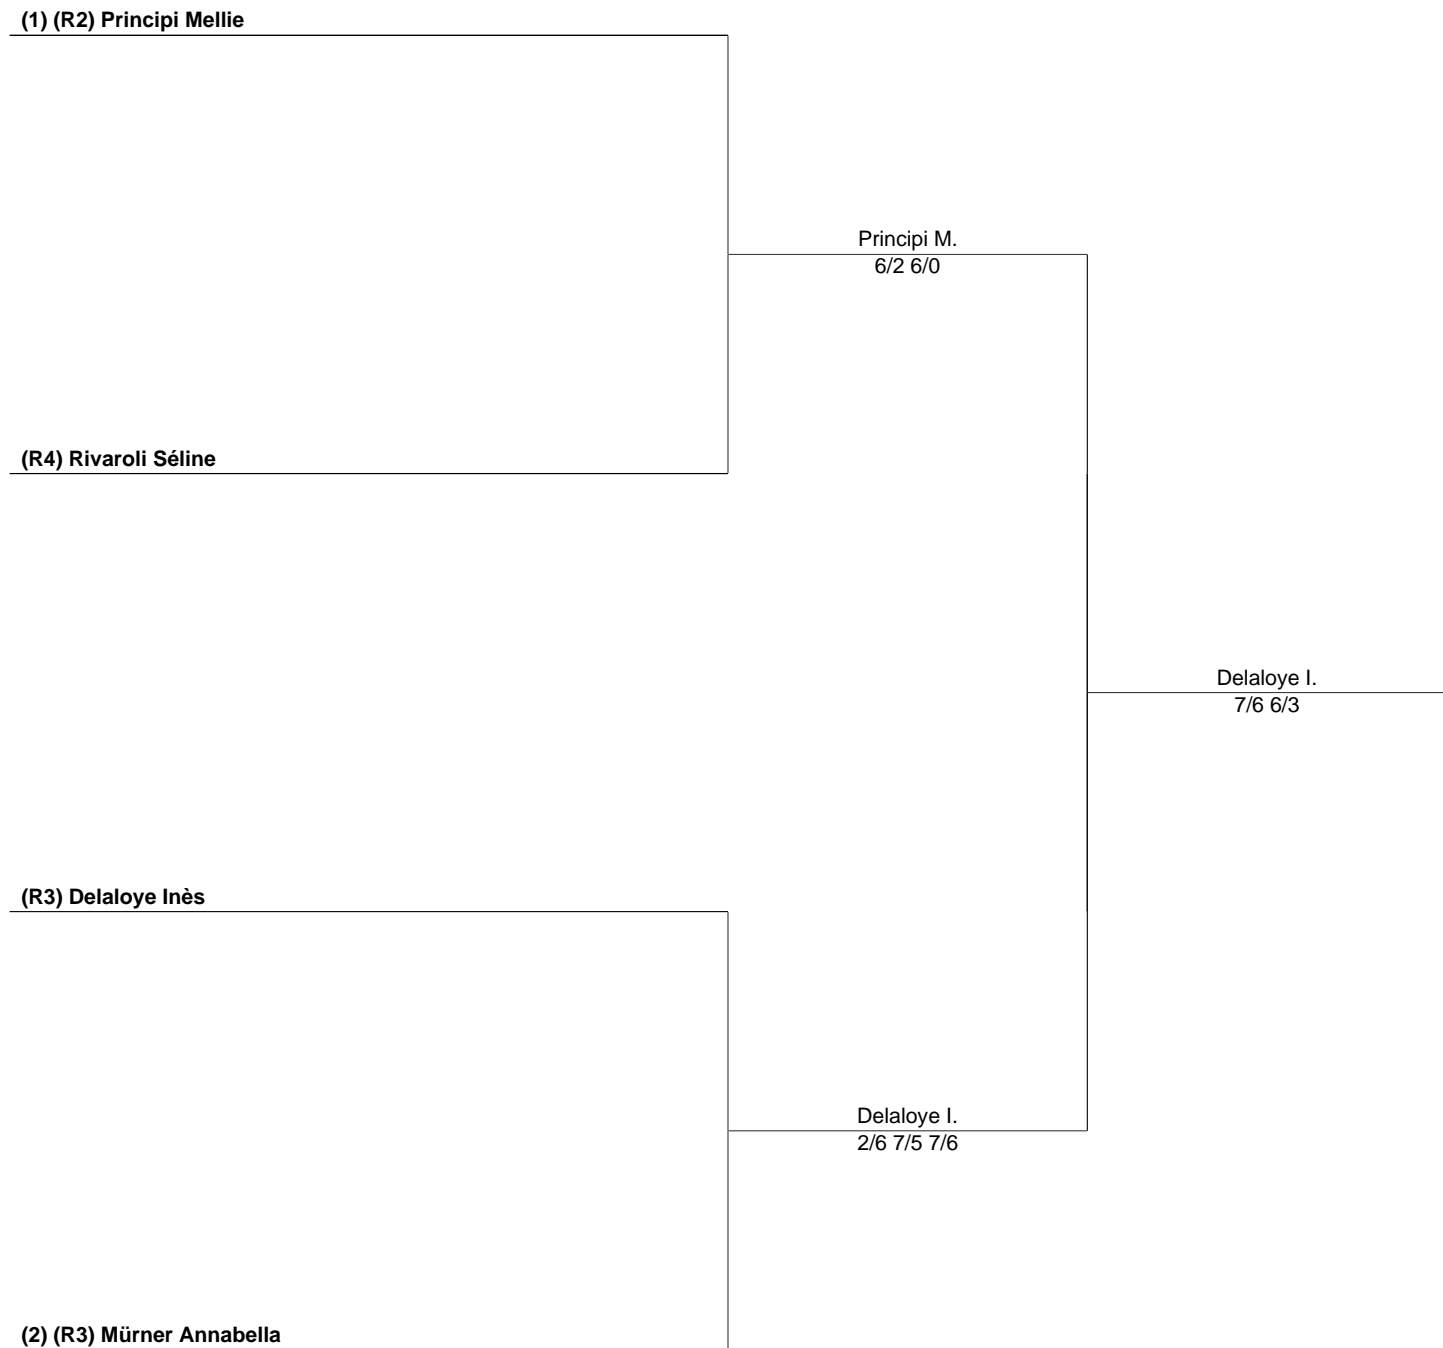 (1) (R2) Principi Mellie
Principi M.
6/2 6/0
(R4) Rivaroli Séline
Delaloye I.
7/6 6/3
(R3) Delaloye Inès
Delaloye I.
2/6 7/5 7/6
(2) (R3) Mürner Annabella